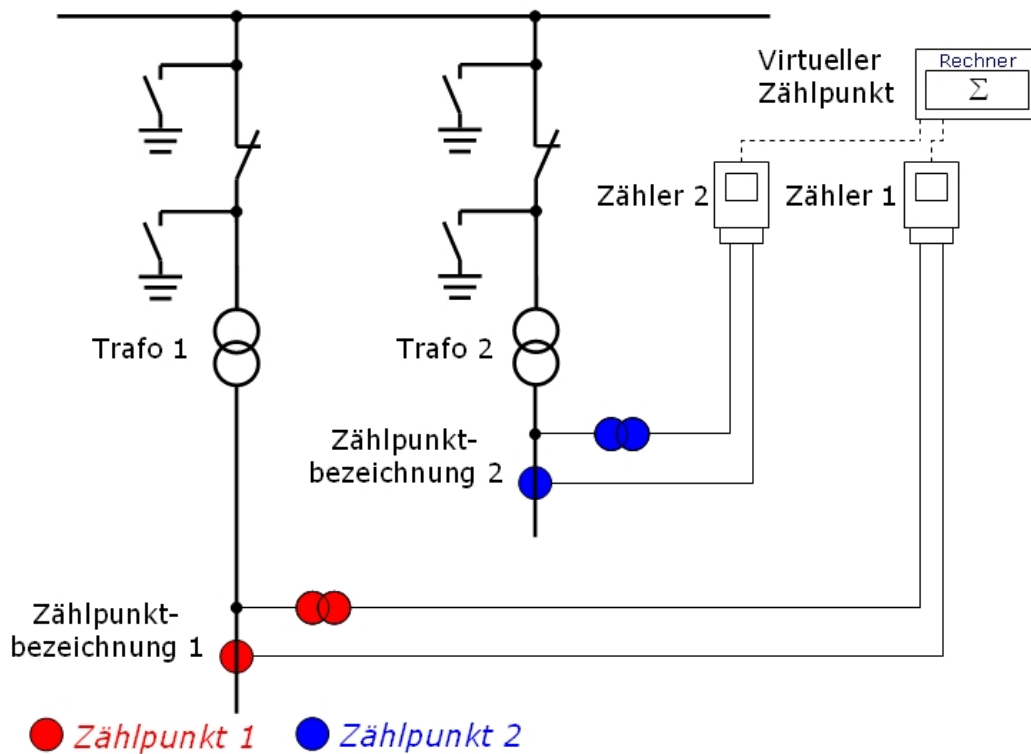 Virtueller
Zählpunkt
Rechner
Σ
Zähler 2
Zähler 1
Trafo 1
Trafo 2
Zählpunkt-
bezeichnung 2
Zählpunkt-
bezeichnung 1
Zählpunkt 1
Zählpunkt 2